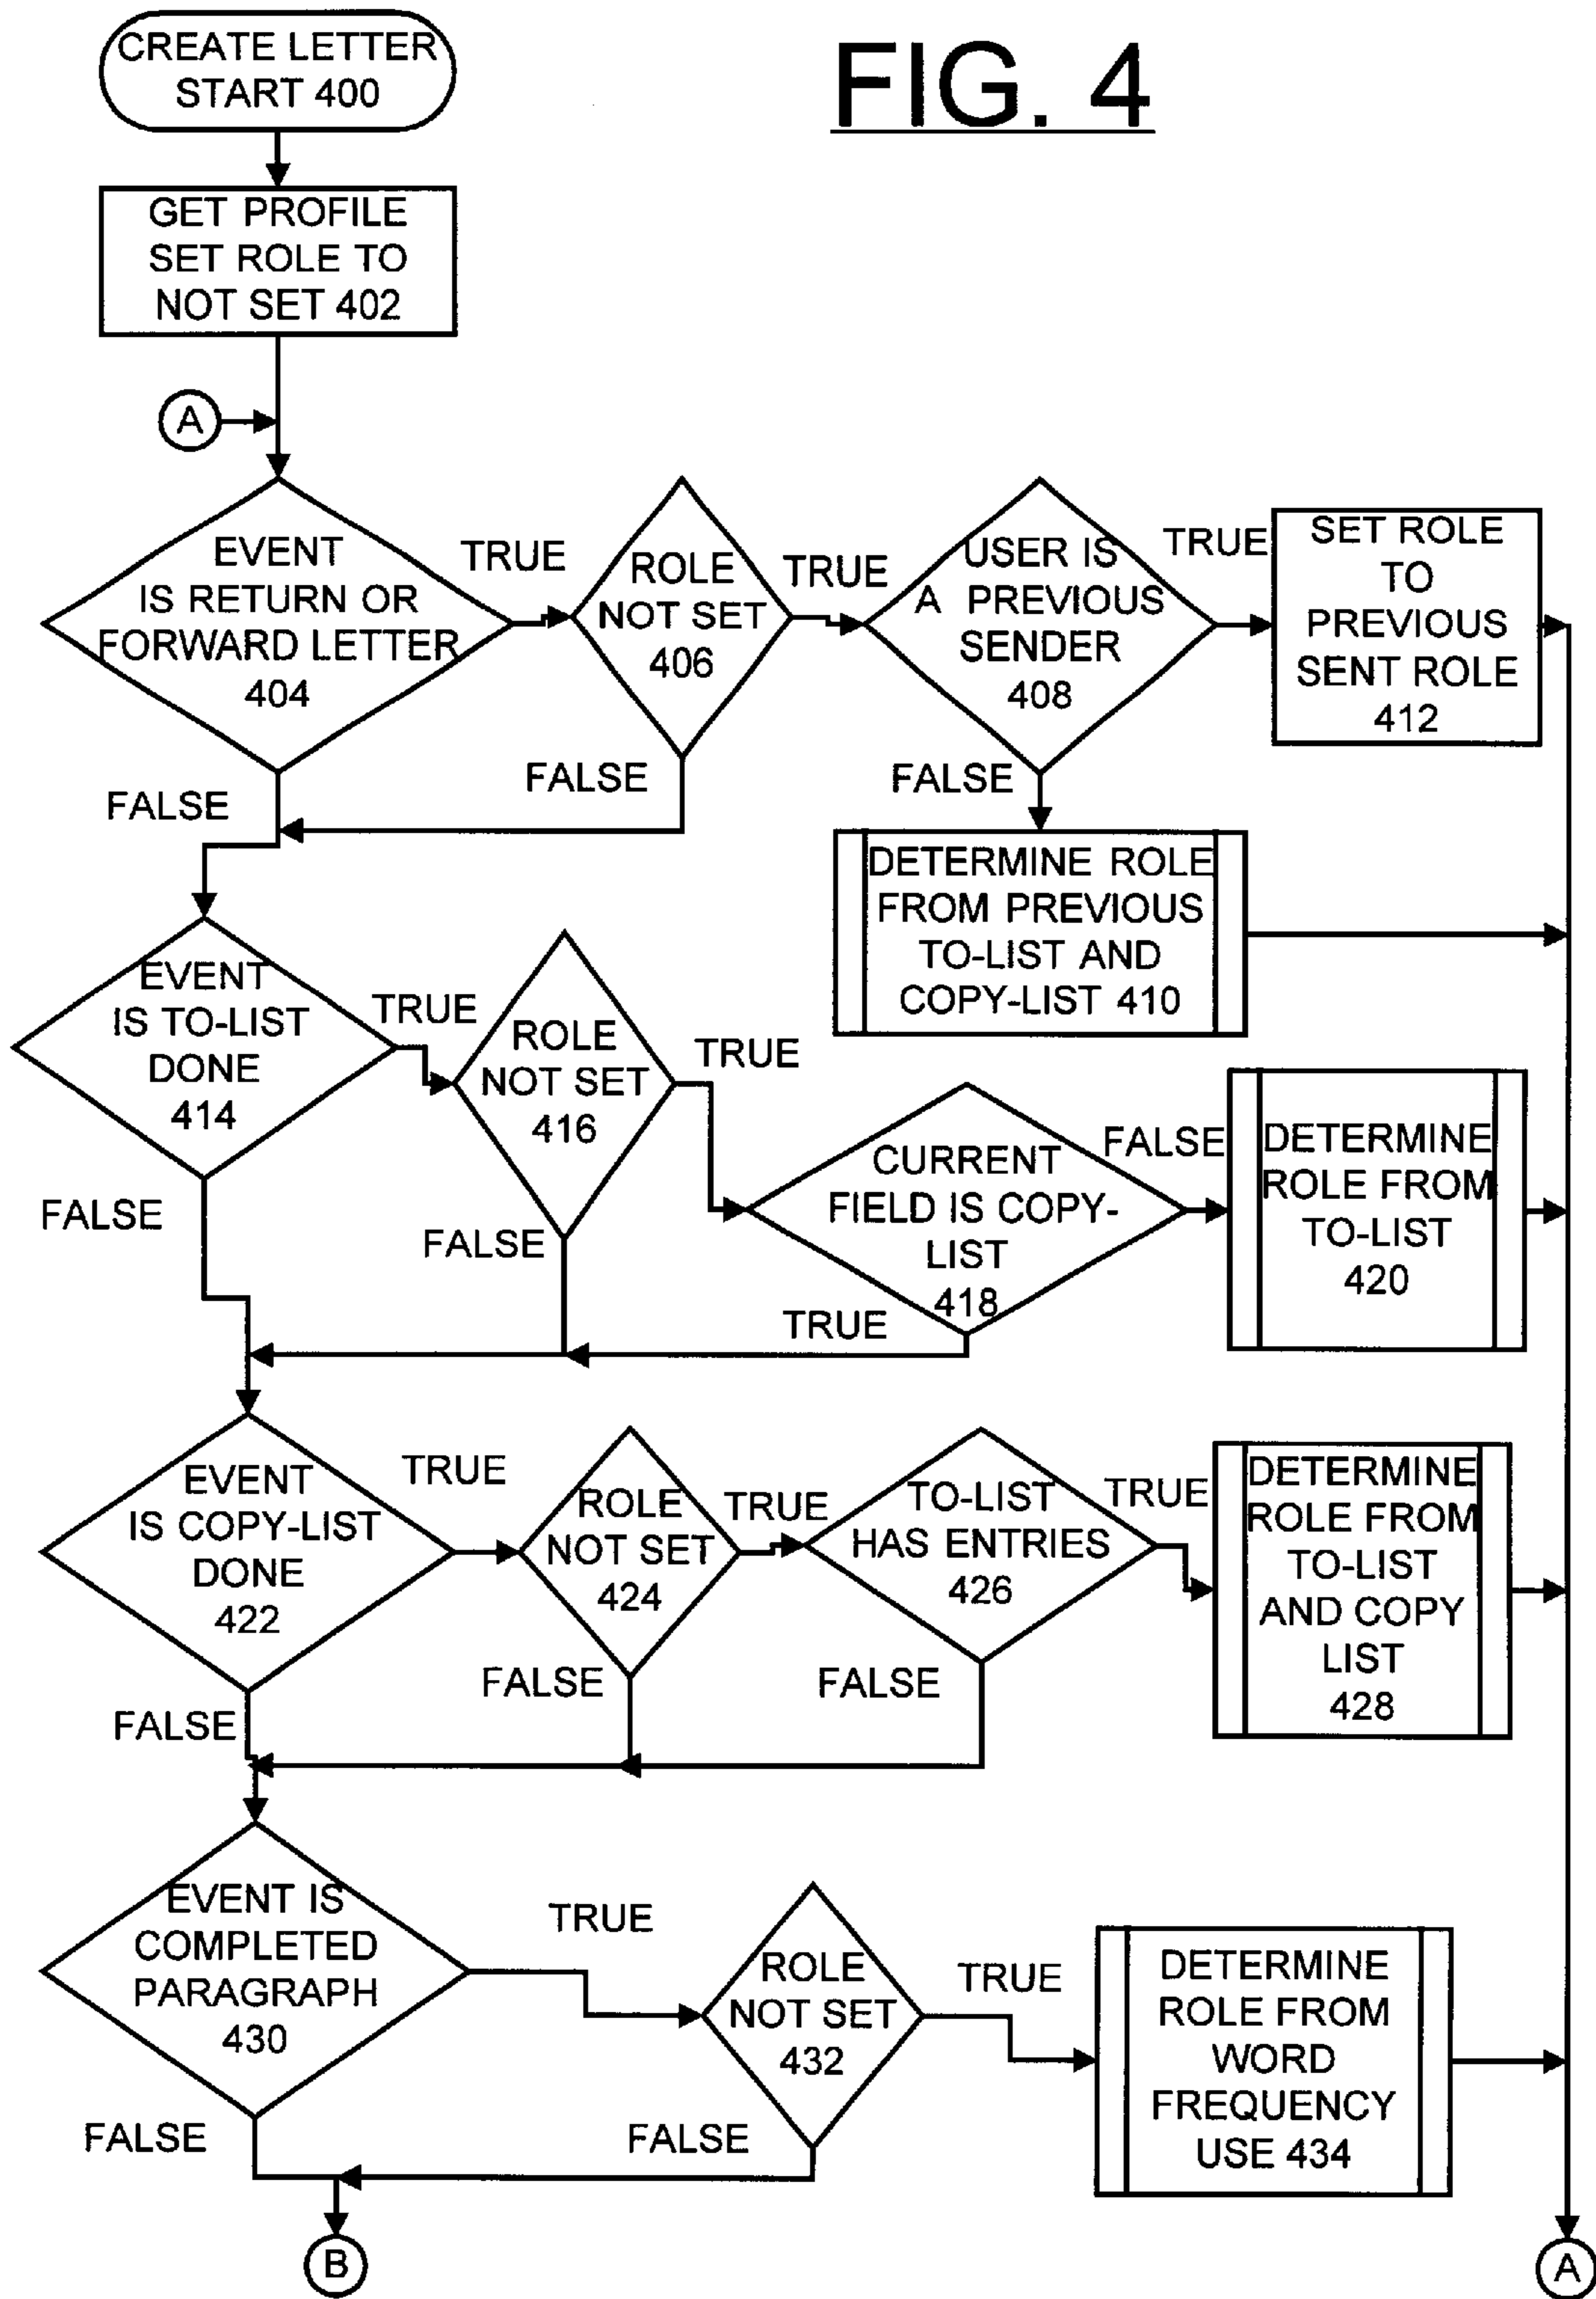 FIG. 4
CREATE LETTER
START 400
GET PROFILE
SET ROLE TO
NOT SET 402
A
EVENT
IS RETURN OR
FORWARD LETTER
404
TRUE
FALSE
ROLE
NOT SET
406
TRUE
FALSE
USER IS
A PREVIOUS
SENDER
408
TRUE
FALSE
SET ROLE
TO
PREVIOUS
SENT ROLE
412
DETERMINE ROLE
FROM PREVIOUS
TO-LIST AND
COPY-LIST 410
EVENT
IS TO-LIST
DONE
414
TRUE
FALSE
ROLE
NOT SET
416
TRUE
FALSE
CURRENT
FIELD IS COPY-
LIST
418
FALSE
TRUE
DETERMINE
ROLE FROM
TO-LIST
420
EVENT
IS COPY-LIST
DONE
422
TRUE
FALSE
ROLE
NOT SET
424
TRUE
FALSE
TO-LIST
HAS ENTRIES
426
TRUE
FALSE
DETERMINE
ROLE FROM
TO-LIST
AND COPY
LIST
428
EVENT IS
COMPLETED
PARAGRAPH
430
TRUE
FALSE
ROLE
NOT SET
432
TRUE
FALSE
DETERMINE
ROLE FROM
WORD
FREQUENCY
USE 434
B
A